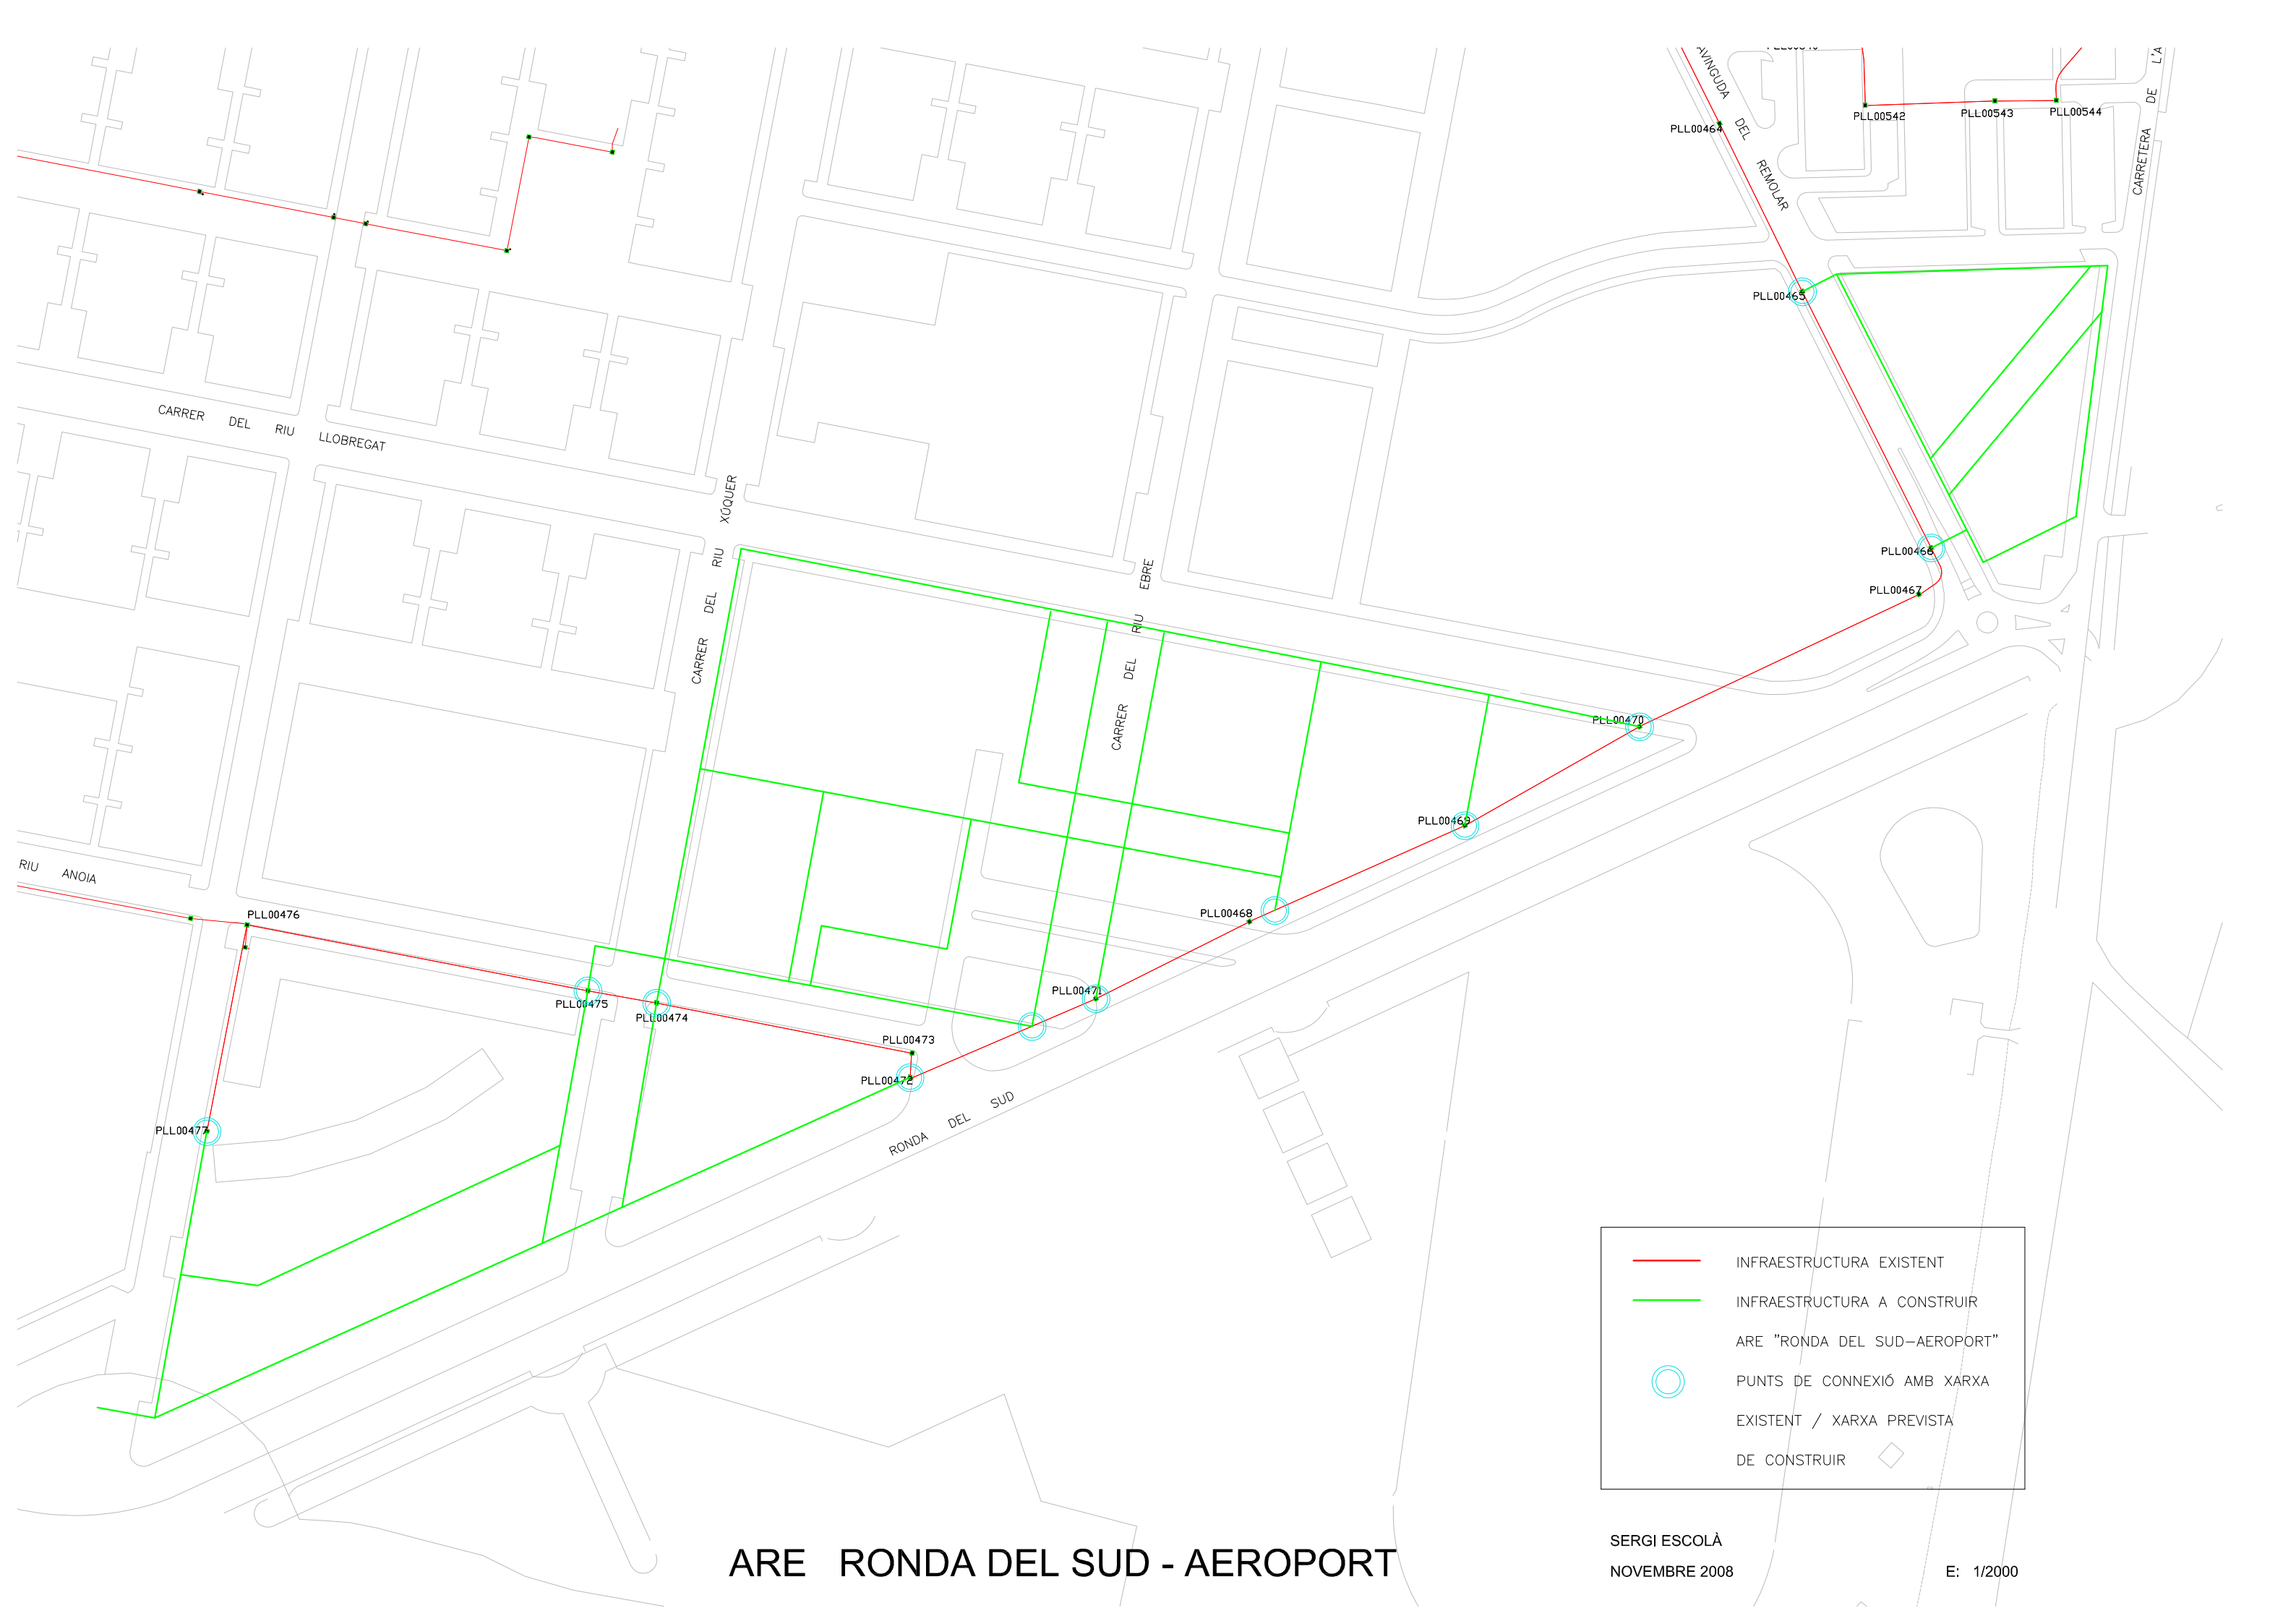 AVINGUDA DEL REMOLAR
CARRETERA DE L'A
PLL00464
PLL00542
PLL00543
PLL00544
PLL00465
CARRER DEL RIU LLOBREGAT
CARRER DEL RIU XÚQUER
CARRER DEL RIU EBRE
PLL00466
PLL00467
PLL00470
PLL00469
RIU ANOIA
PLL00476
PLL00468
PLL00475
PLL00474
PLL00471
PLL00473
PLL00472
PLL00477
RONDA DEL SUD
INFRAESTRUCTURA EXISTENT
INFRAESTRUCTURA A CONSTRUIR
ARE "RONDA DEL SUD-AEROPORT"
PUNTS DE CONNEXIÓ AMB XARXA
EXISTENT / XARXA PREVISTA
DE CONSTRUIR
ARE RONDA DEL SUD - AEROPORT
SERGI ESCOLÀ
NOVEMBRE 2008
E: 1/2000